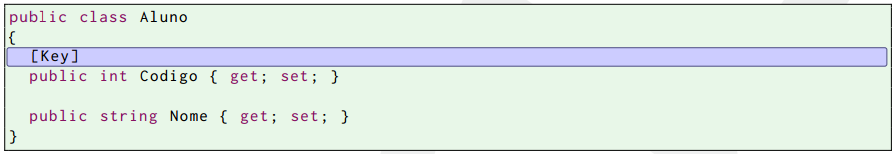 public class Aluno
{
[Key]
public int Codigo { get; set; }
public string Nome { get; set; }
}